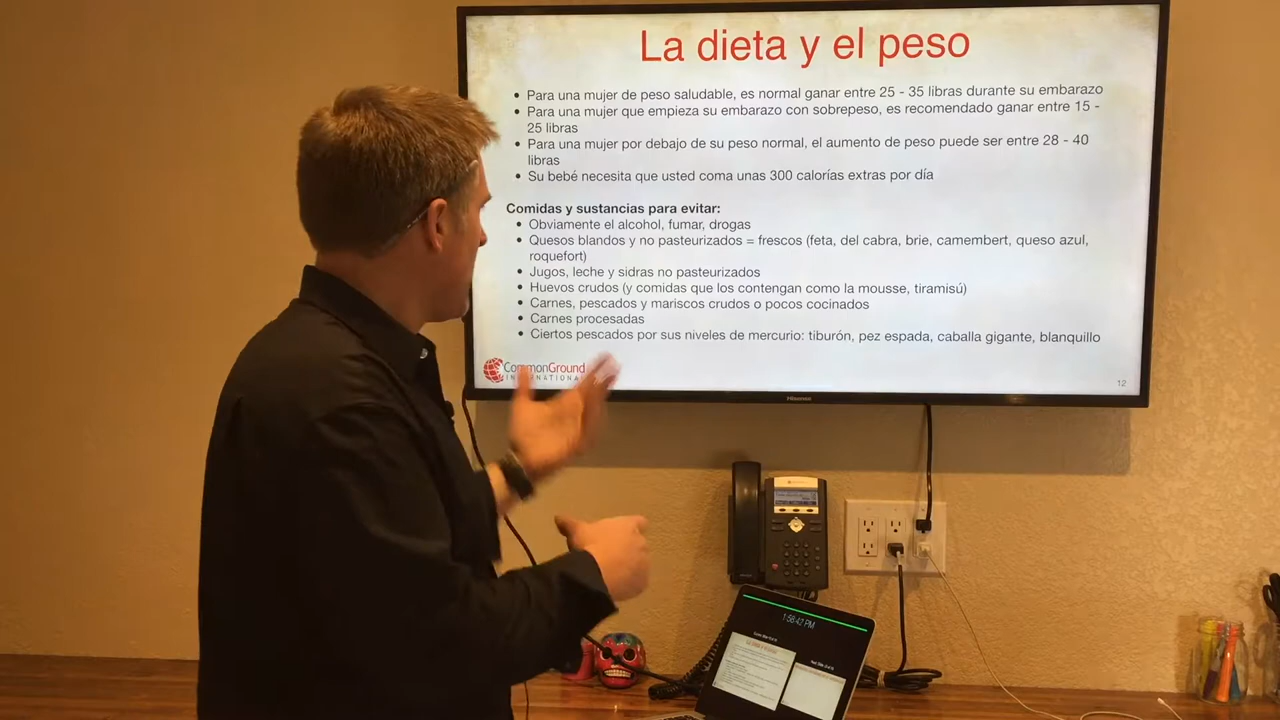 La dieta y el peso
• Para una mujer de peso saludable, es normal ganar entre 25 - 35 libras durante su embarazo
• Para una mujer que empieza su embarazo con sobrepeso, es recomendado ganar entre 15 -
25 libras
• Para una mujer por debajo de su peso normal, el aumento de peso puede ser entre 28 - 40
libras
• Su bebé necesita que usted coma unas 300 calorías extras por día
Comidas y sustancias para evitar:
• Obviamente el alcohol, fumar, drogas
• Quesos blandos y no pasteurizados = frescos (feta, del cabra, brie, camembert, queso azul,
roquefort)
• Jugos, leche y sidras no pasteurizados
• Huevos crudos (y comidas que los contengan como la mousse, tiramisú)
• Carnes, pescados y mariscos crudos o pocos cocinados
• Carnes procesadas
• Ciertos pescados por sus niveles de mercurio: tiburón, pez espada, caballa gigante, blanquillo
CommonGround
INTERNATIONA
12
Hisense
1:58:42 PM